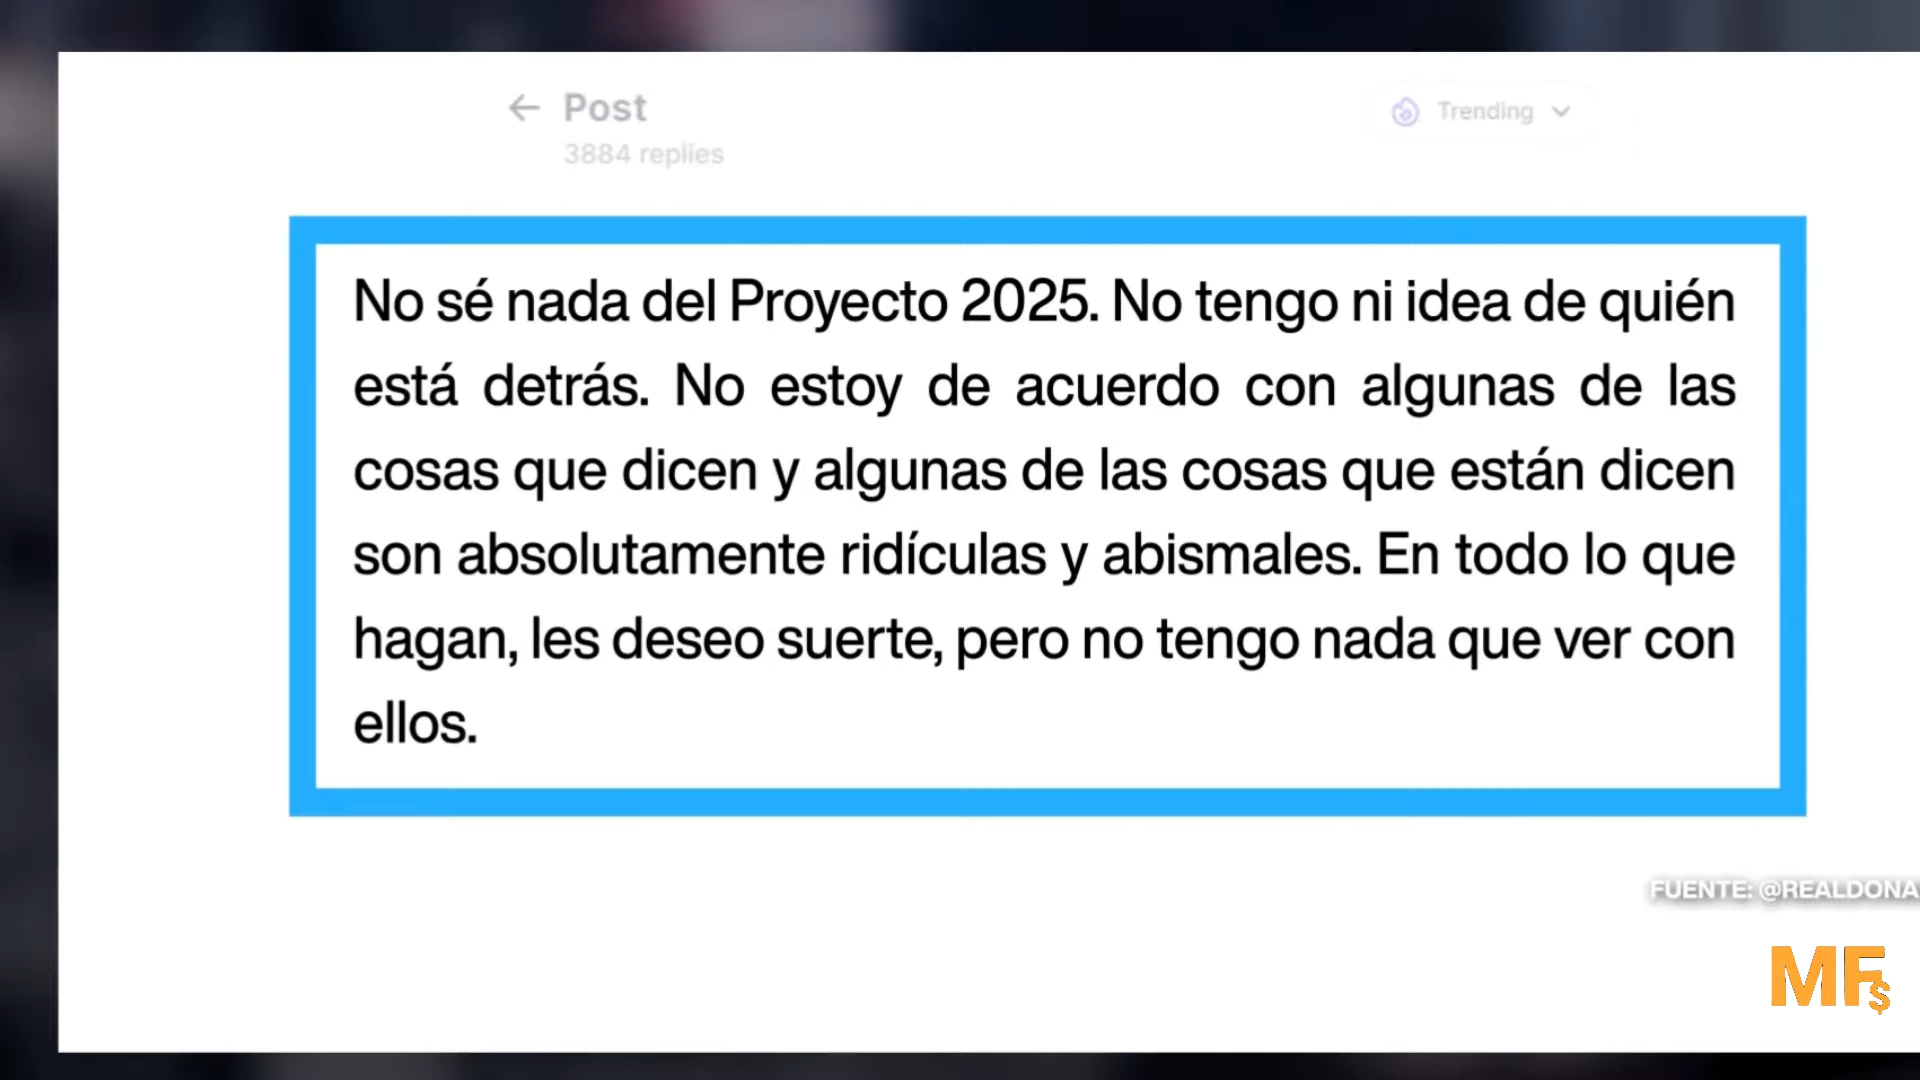 Post
Trending
3884 replies
No sé nada del Proyecto 2025. No tengo ni idea de quién
está detrás. No estoy de acuerdo con algunas de las
cosas que dicen y algunas de las cosas que están dicen
son absolutamente ridículas y abismales. En todo lo que
hagan, les deseo suerte, pero no tengo nada que ver con
ellos.
FUENTE: @REALDONA
MF$